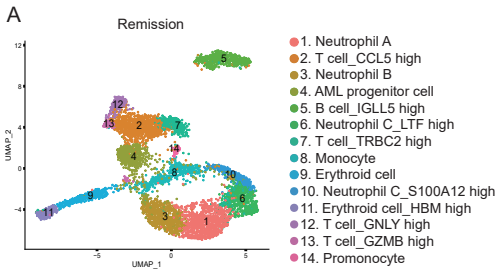 A
Remission
12
8
4
0
−4
−5
0
5
UMAP_2
UMAP_1
5
12
13
2
7
14
4
8
10
9
11
6
3
1
1. Neutrophil A
2. T cell_CCL5 high
3. Neutrophil B
4. AML progenitor cell
5. B cell_IGLL5 high
6. Neutrophil C_LTF high
7. T cell_TRBC2 high
8. Monocyte
9. Erythroid cell
10. Neutrophil C_S100A12 high
11. Erythroid cell_HBM high
12. T cell_GNLY high
13. T cell_GZMB high
14. Promonocyte